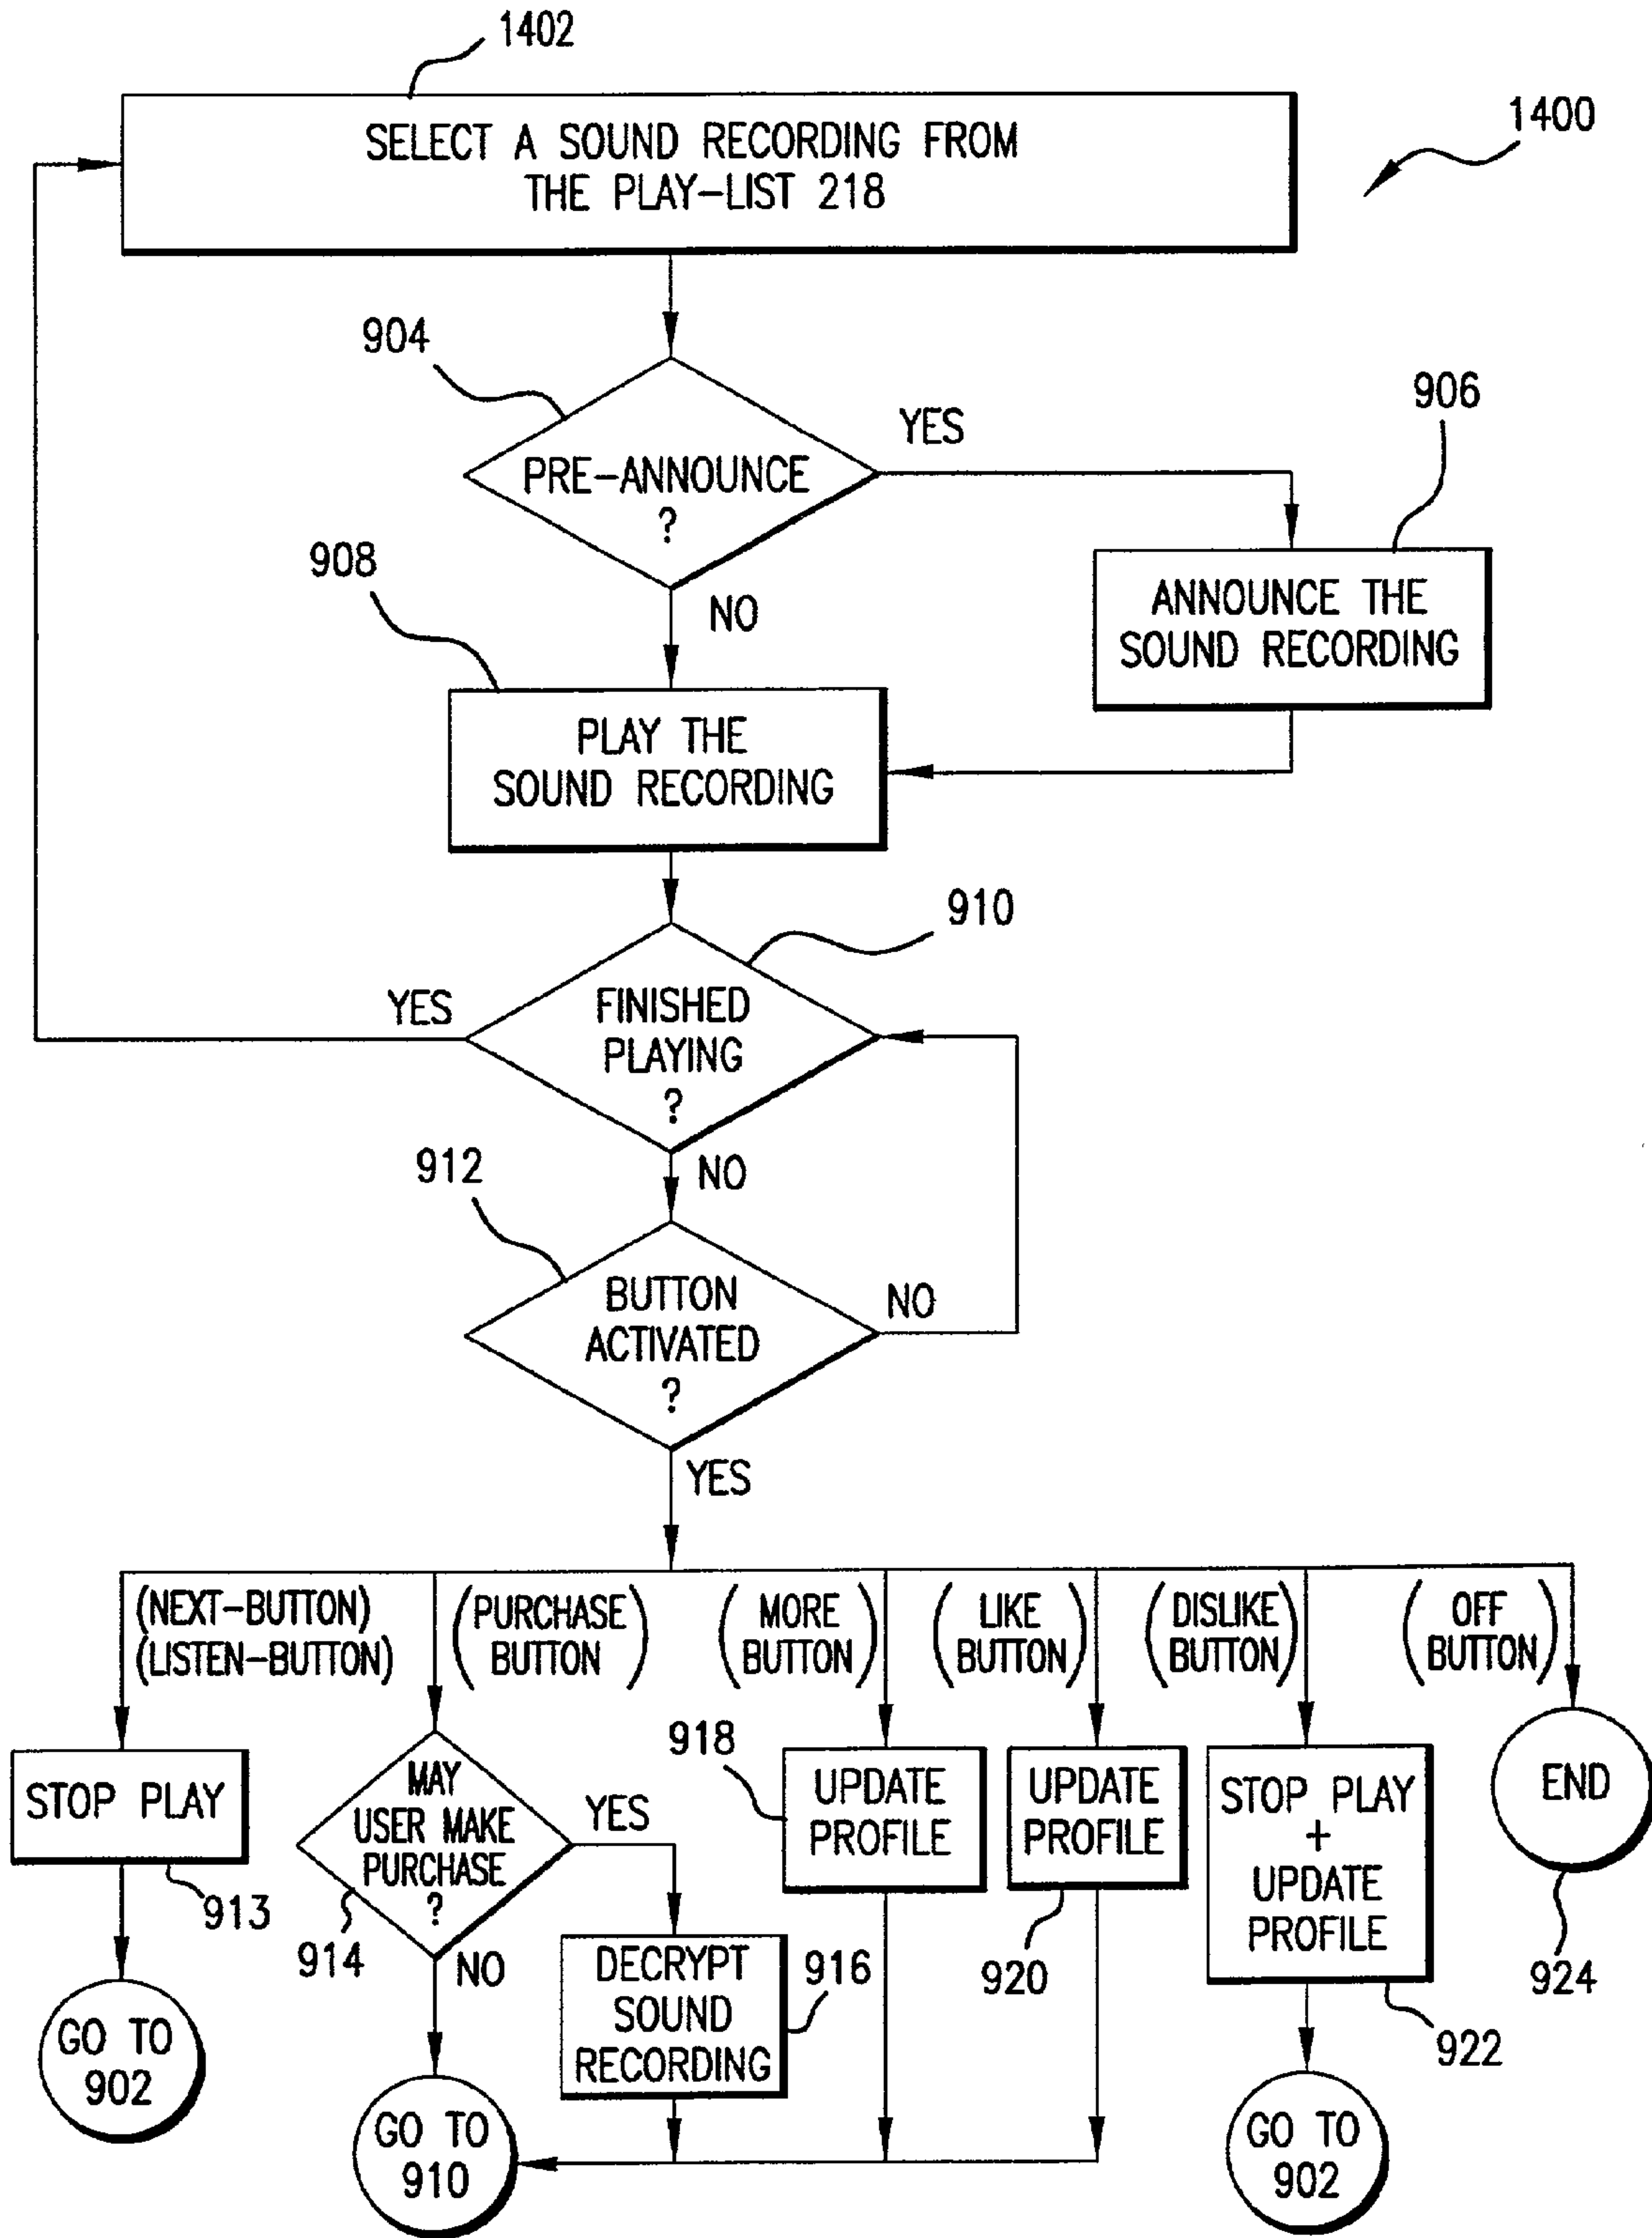 1402
1400
SELECT A SOUND RECORDING FROM
THE PLAY-LIST 218
904
PRE-ANNOUNCE
?
YES
906
NO
908
ANNOUNCE THE
SOUND RECORDING
PLAY THE
SOUND RECORDING
910
YES
FINISHED
PLAYING
?
NO
912
BUTTON
ACTIVATED
?
NO
YES
(NEXT-BUTTON)
(LISTEN-BUTTON)
(PURCHASE
BUTTON)
(MORE
BUTTON)
(LIKE
BUTTON)
(DISLIKE
BUTTON)
(OFF
BUTTON)
STOP PLAY
913
GO TO
902
MAY
USER MAKE
PURCHASE
?
914
YES
NO
DECRYPT
SOUND
RECORDING
916
GO TO
910
918
UPDATE
PROFILE
UPDATE
PROFILE
920
STOP PLAY
+
UPDATE
PROFILE
922
GO TO
902
END
924